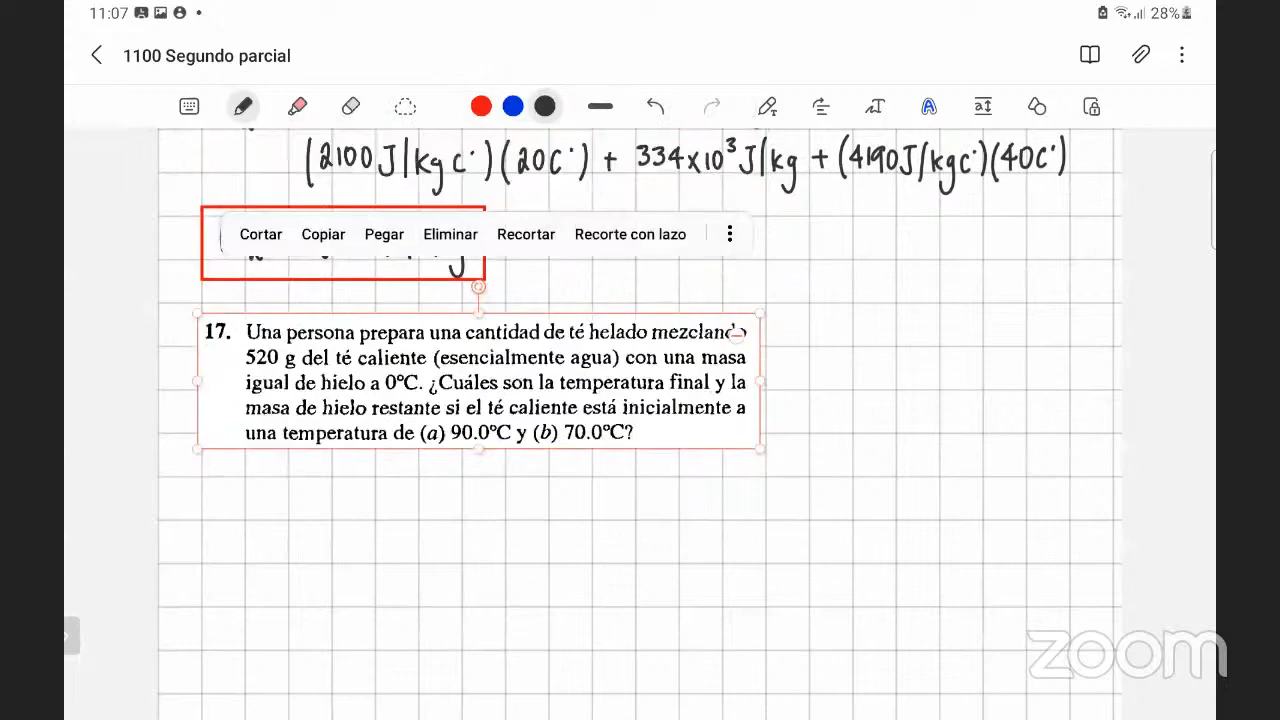 11:07
28%
1100 Segundo parcial
(2100 J/kg C°)(20C°) + 334x10³ J/kg + (4190J/kgC°)(40C°)
Cortar Copiar Pegar Eliminar Recortar Recorte con lazo
17. Una persona prepara una cantidad de té helado mezclando
520 g del té caliente (esencialmente agua) con una masa
igual de hielo a 0°C. ¿Cuáles son la temperatura final y la
masa de hielo restante si el té caliente está inicialmente a
una temperatura de (a) 90.0°C y (b) 70.0°C?
zoom